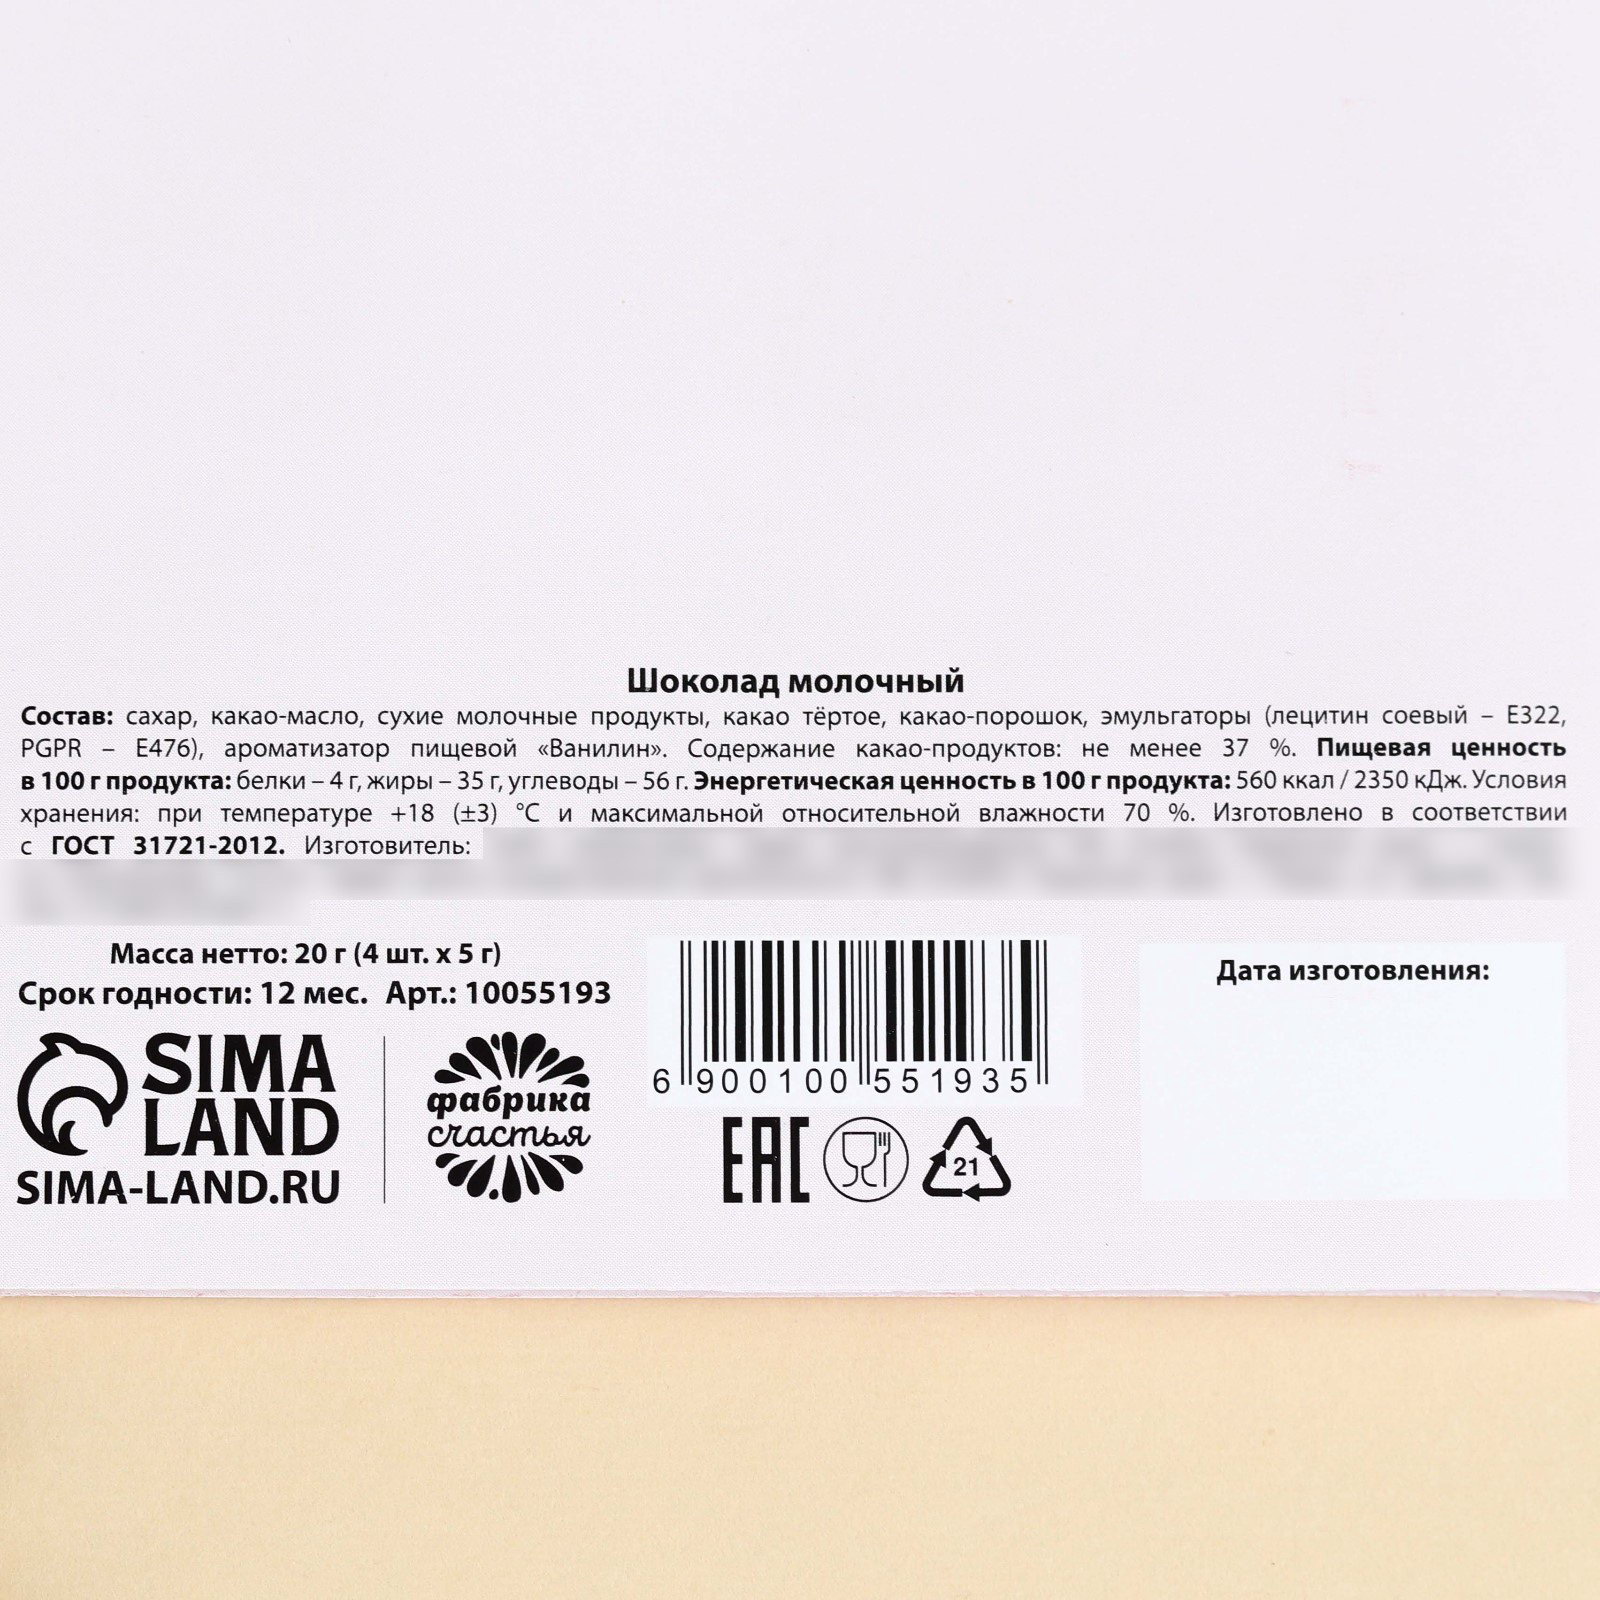 Шоколад молочный
Состав: сахар, какао-масло, сухие молочные продукты, какао тёртое, какао-порошок, эмульгаторы (лецитин соевый – Е322,
PGPR – Е476), ароматизатор пищевой «Ванилин». Содержание какао-продуктов: не менее 37 %. Пищевая ценность
в 100 г продукта: белки – 4 г, жиры – 35 г, углеводы – 56 г. Энергетическая ценность в 100 г продукта: 560 ккал / 2350 кДж. Условия
хранения: при температуре +18 (±3) °С и максимальной относительной влажности 70 %. Изготовлено в соответствии
с ГОСТ 31721-2012. Изготовитель:
Масса нетто: 20 г (4 шт. х 5 г)
Срок годности: 12 мес. Арт.: 10055193
SIMA
LAND
SIMA-LAND.RU
фабрика
счастья
6 900100 551935
EAC
21
Дата изготовления: